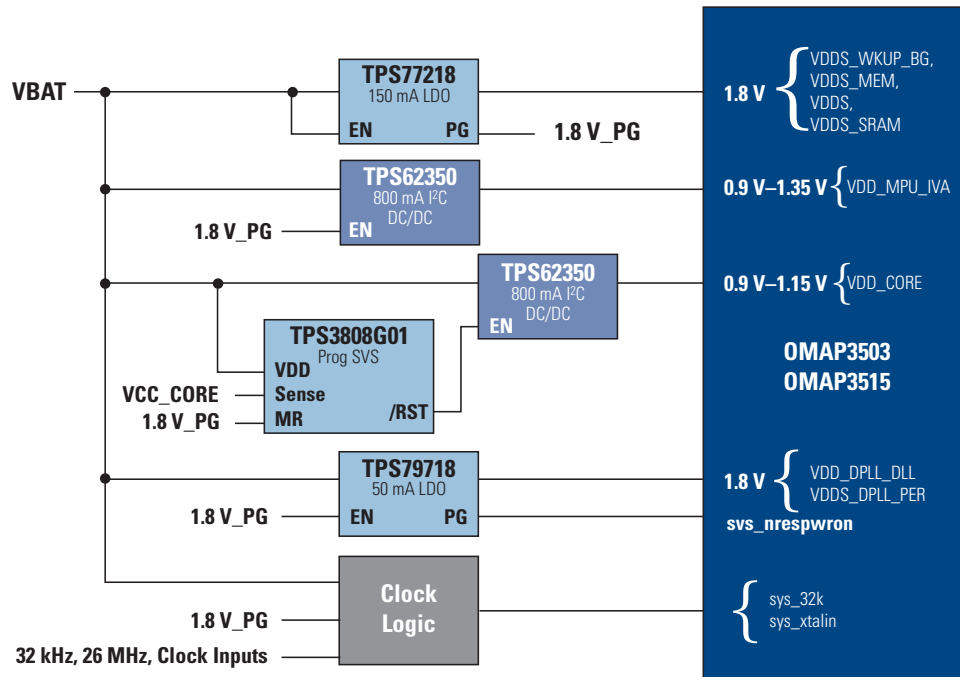 VBAT
TPS77218
150 mA LDO
EN PG
1.8 V_PG
1.8 V
VDDS_WKUP_BG,
VDDS_MEM,
VDDS,
VDDS_SRAM
TPS62350
800 mA I²C
DC/DC
EN
1.8 V_PG
0.9 V–1.35 V
VDD_MPU_IVA
TPS62350
800 mA I²C
DC/DC
EN
0.9 V–1.15 V
VDD_CORE
TPS3808G01
Prog SVS
VDD
Sense
MR
/RST
VCC_CORE
1.8 V_PG
OMAP3503
OMAP3515
TPS79718
50 mA LDO
EN PG
1.8 V_PG
1.8 V
VDD_DPLL_DLL
VDDS_DPLL_PER
svs_nrespwron
Clock
Logic
1.8 V_PG
32 kHz, 26 MHz, Clock Inputs
sys_32k
sys_xtalin